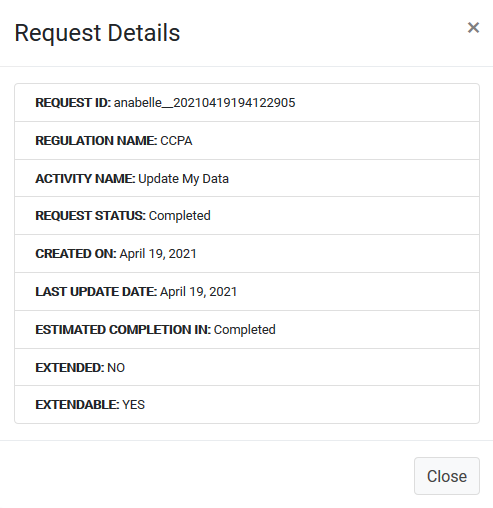 Request Details
×
REQUEST ID: anabelle__20210419194122905
REGULATION NAME: CCPA
ACTIVITY NAME: Update My Data
REQUEST STATUS: Completed
CREATED ON: April 19, 2021
LAST UPDATE DATE: April 19, 2021
ESTIMATED COMPLETION IN: Completed
EXTENDED: NO
EXTENDABLE: YES
Close